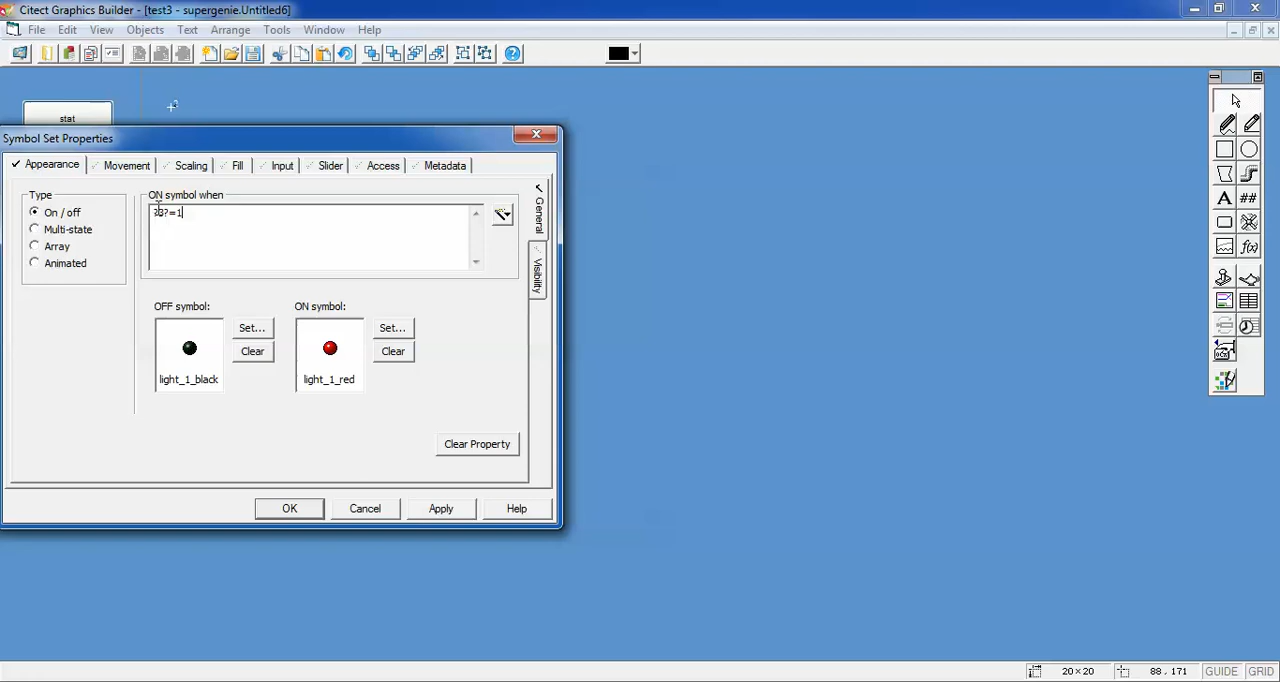 Citect Graphics Builder - [test3 - supergenie.Untitled6]
File Edit View Objects Text Arrange Tools Window Help
stat
Symbol Set Properties
Appearance Movement Scaling Fill Input Slider Access Metadata
Type
On / off
Multi-state
Array
Animated
ON symbol when
?3?=1
General
Visibility
OFF symbol:
ON symbol:
Set...
Clear
Set...
Clear
light_1_black
light_1_red
Clear Property
OK Cancel Apply Help
20×20 88, 171 GUIDE GRID